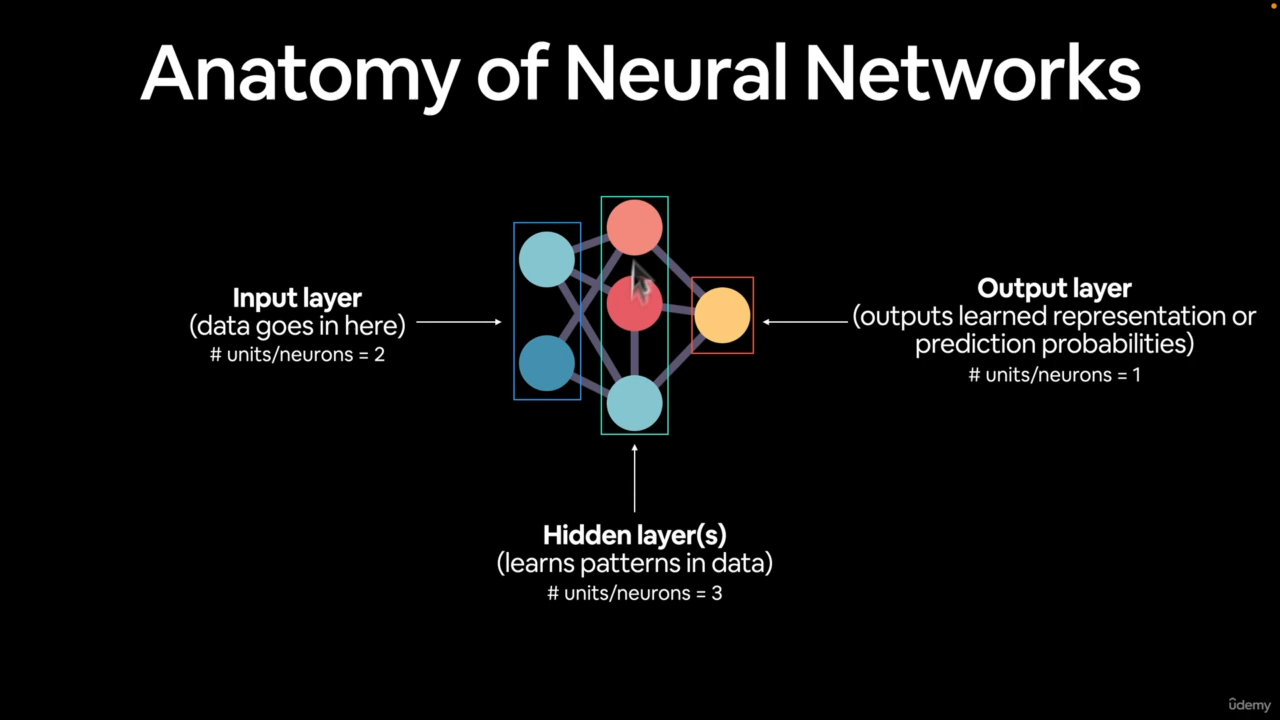 Anatomy of Neural Networks
Input layer
(data goes in here)
# units/neurons = 2
Output layer
(outputs learned representation or
prediction probabilities)
# units/neurons = 1
Hidden layer(s)
(learns patterns in data)
# units/neurons = 3
ûdemy